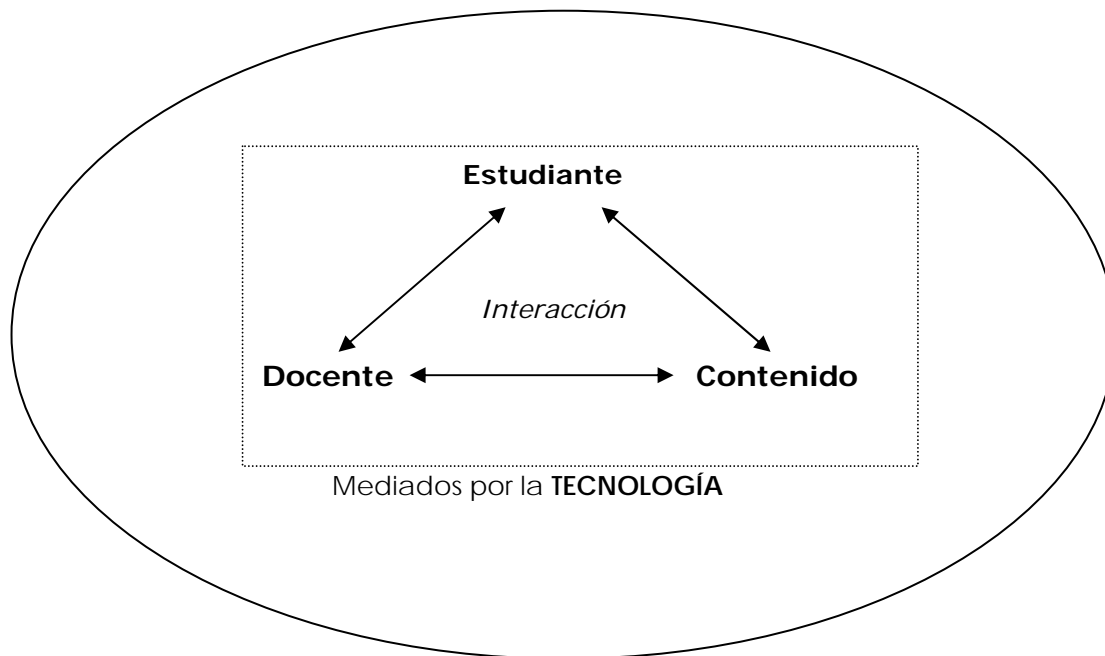 Estudiante
Interacción
Docente
Contenido
Mediados por la TECNOLOGÍA